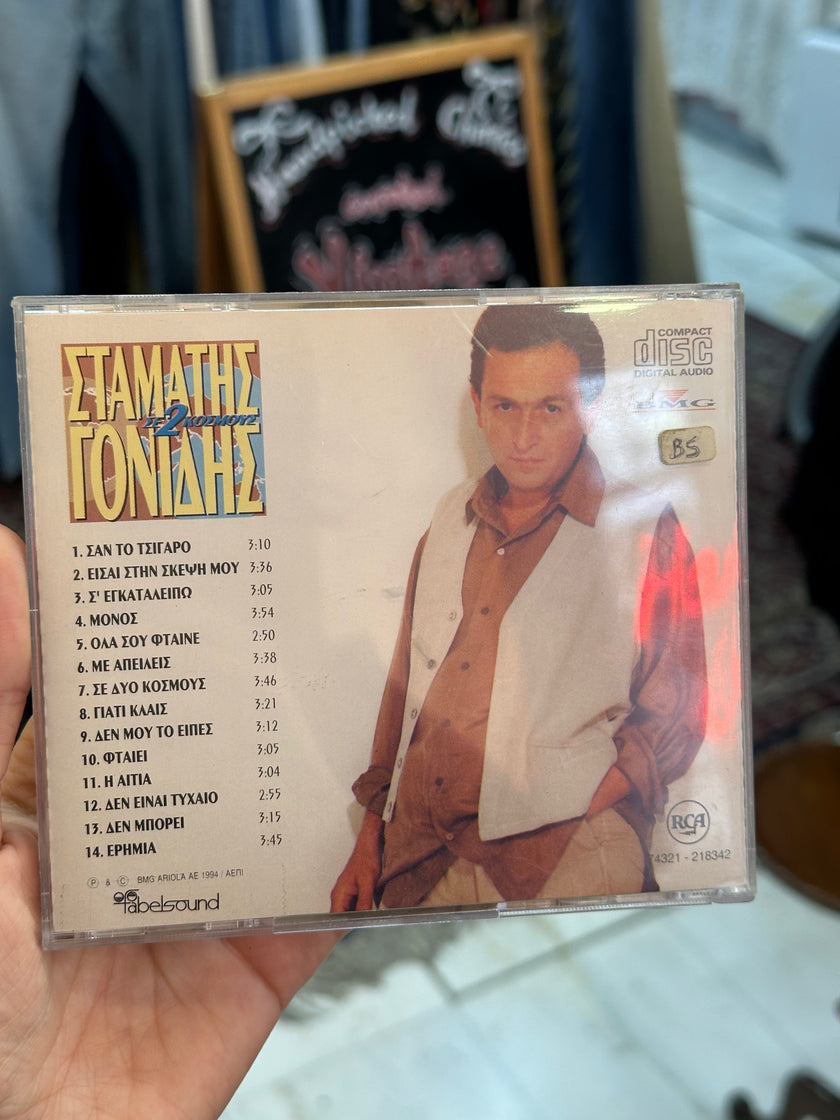 Handpicked
Vintage
ΣΤΑΜΑΤΗΣ
ΣΕ 2 ΚΟΣΜΟΥΣ
ΓΟΝΙΔΗΣ
COMPACT
disc
DIGITAL AUDIO
BMG
B5
1. ΣΑΝ ΤΟ ΤΣΙΓΑΡΟ 3:10
2. ΕΙΣΑΙ ΣΤΗΝ ΣΚΕΨΗ ΜΟΥ 3:36
3. Σ' ΕΓΚΑΤΑΛΕΙΠΩ 3:05
4. ΜΟΝΟΣ 3:54
5. ΟΛΑ ΣΟΥ ΦΤΑΙΝΕ 2:50
6. ΜΕ ΑΠΕΙΛΕΙΣ 3:38
7. ΣΕ ΔΥΟ ΚΟΣΜΟΥΣ 3:46
8. ΓΙΑΤΙ ΚΛΑΙΣ 3:21
9. ΔΕΝ ΜΟΥ ΤΟ ΕΙΠΕΣ 3:12
10. ΦΤΑΙΕΙ 3:05
11. Η ΑΙΤΙΑ 3:04
12. ΔΕΝ ΕΙΝΑΙ ΤΥΧΑΙΟ 2:55
13. ΔΕΝ ΜΠΟΡΕΙ 3:15
14. ΕΡΗΜΙΑ 3:45
RCA
74321 - 218342
Ⓟ & Ⓒ BMG ARIOLA AE 1994 / ΑΕΠΙ
fabelsound